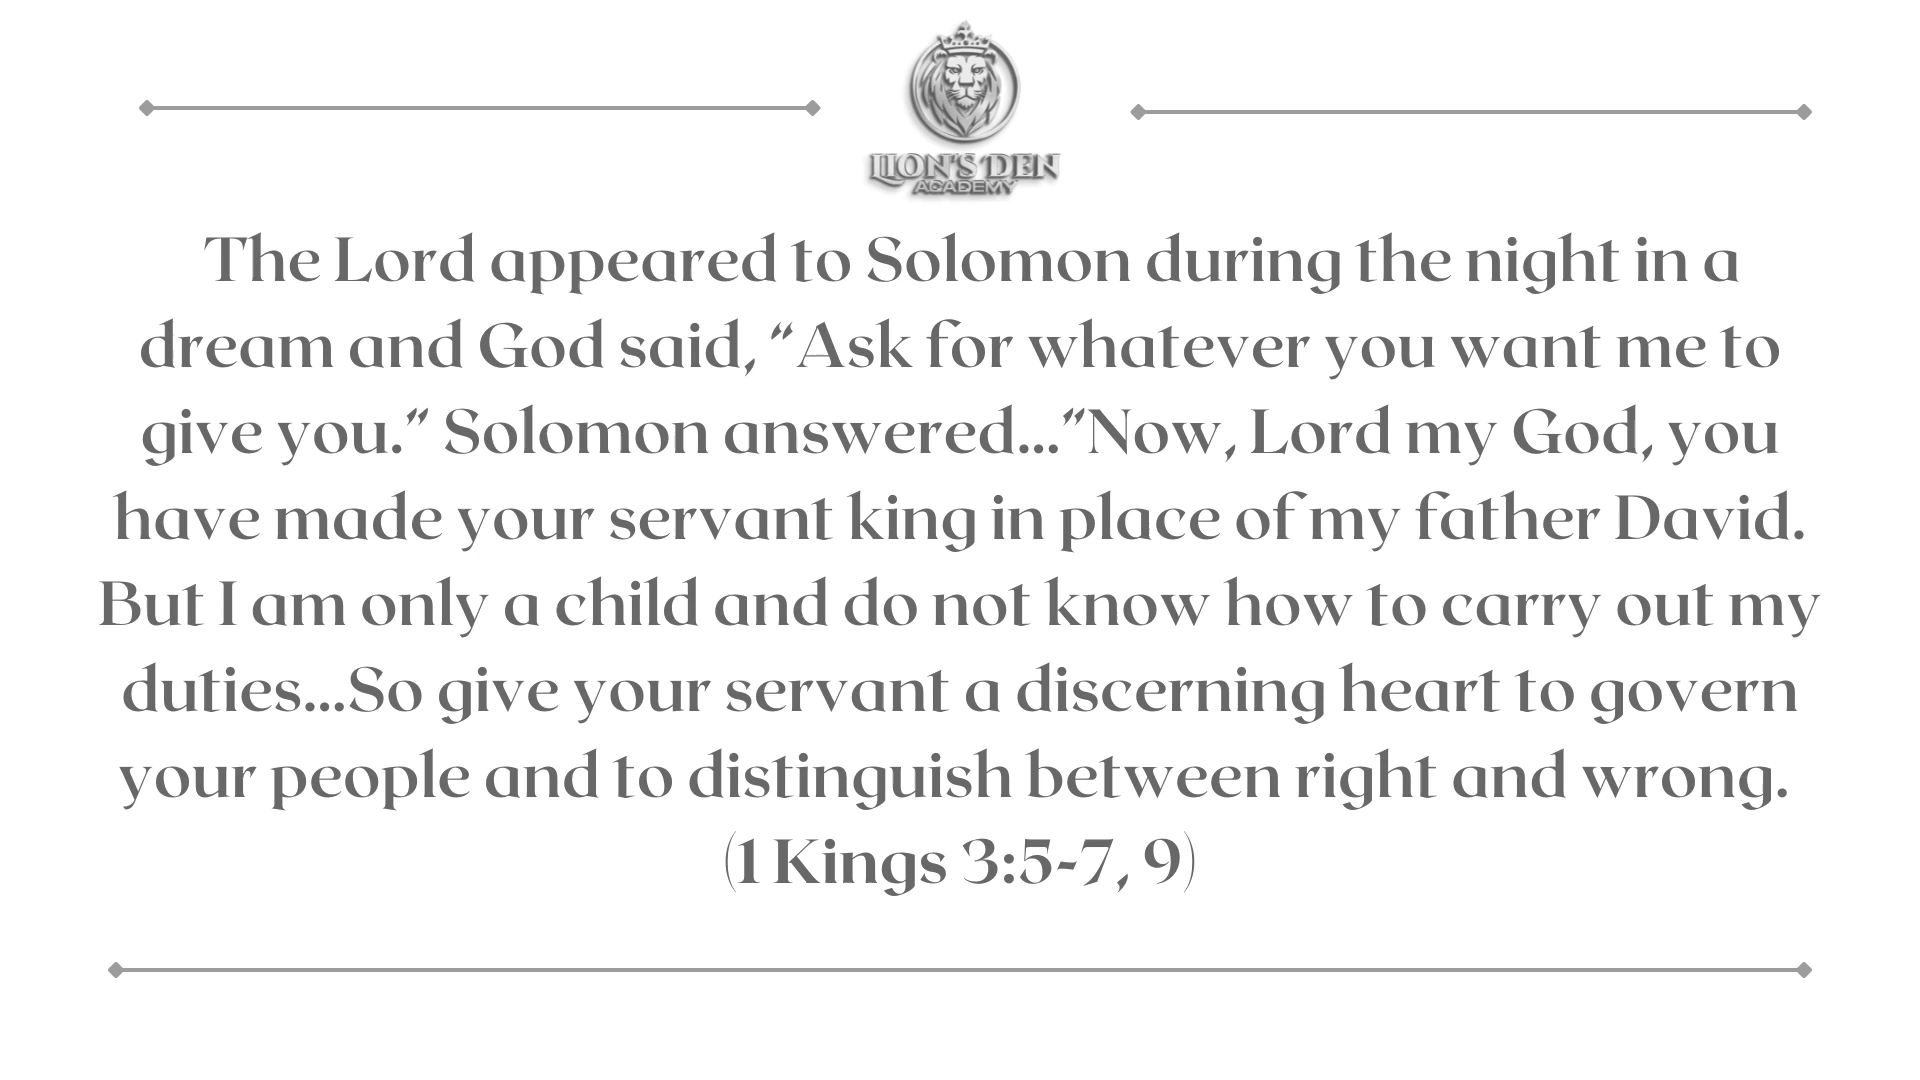 LION'S DEN
ACADEMY
The Lord appeared to Solomon during the night in a
dream and God said, “Ask for whatever you want me to
give you.” Solomon answered...”Now, Lord my God, you
have made your servant king in place of my father David.
But I am only a child and do not know how to carry out my
duties...So give your servant a discerning heart to govern
your people and to distinguish between right and wrong.
(1 Kings 3:5-7, 9)